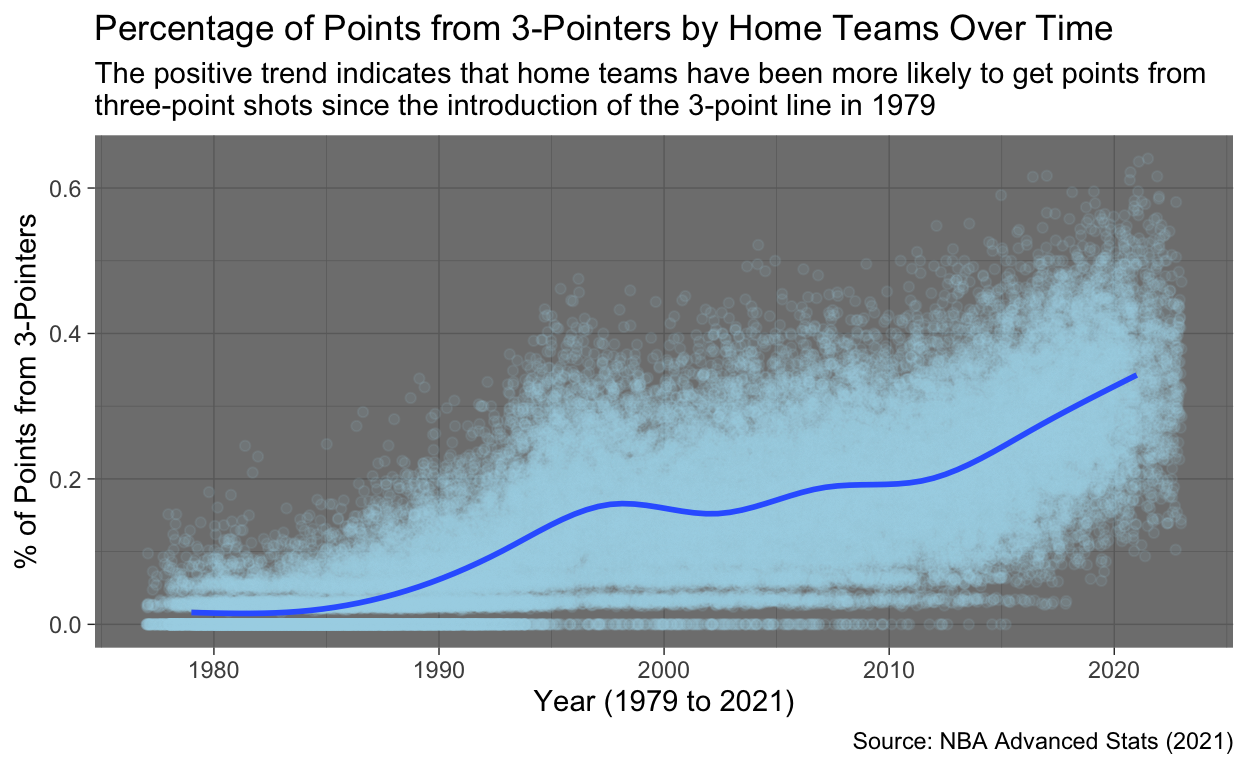 Percentage of Points from 3-Pointers by Home Teams Over Time
The positive trend indicates that home teams have been more likely to get points from
three-point shots since the introduction of the 3-point line in 1979
% of Points from 3-Pointers
0.6
0.4
0.2
0.0
1980 1990 2000 2010 2020
Year (1979 to 2021)
Source: NBA Advanced Stats (2021)